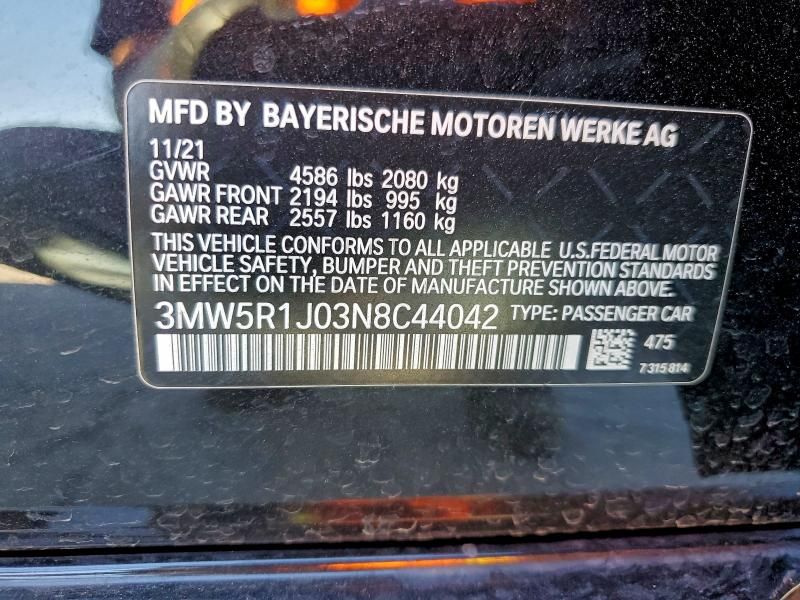 MFD BY BAYERISCHE MOTOREN WERKE AG
11/21
GVWR 4586 lbs 2080 kg
GAWR FRONT 2194 lbs 995 kg
GAWR REAR 2557 lbs 1160 kg
THIS VEHICLE CONFORMS TO ALL APPLICABLE U.S.FEDERAL MOTOR
VEHICLE SAFETY, BUMPER AND THEFT PREVENTION STANDARDS
IN EFFECT ON THE DATE OF MANUFACTURE SHOWN ABOVE.
3MW5R1J03N8C44042 TYPE: PASSENGER CAR
475
7 315 814